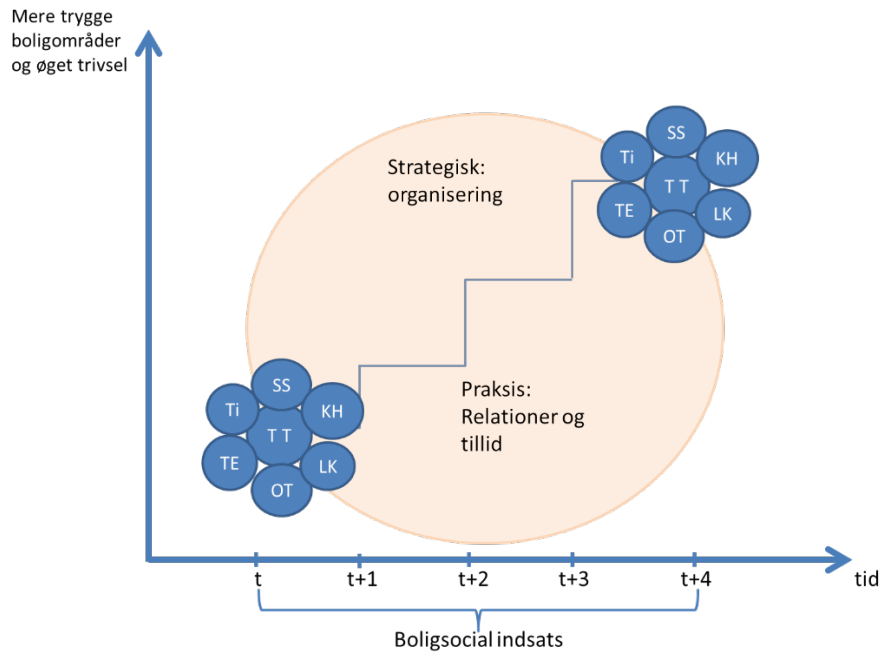 Mere trygge
boligområder
og øget trivsel
Strategisk:
organisering
SS
Ti
KH
T T
TE
LK
OT
Praksis:
Relationer og
tillid
SS
Ti
KH
T T
TE
LK
OT
t
t+1
t+2
t+3
t+4
tid
Boligsocial indsats